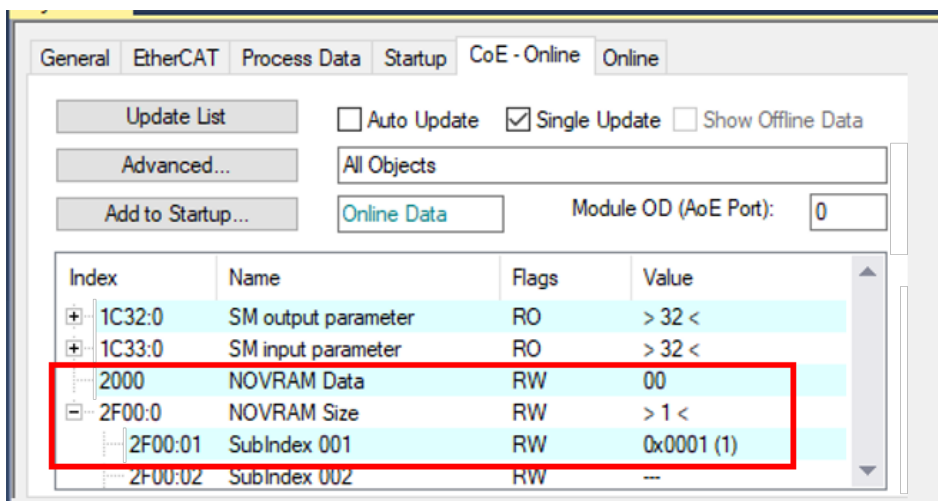 General EtherCAT Process Data Startup CoE - Online Online
Update List Auto Update Single Update Show Offline Data
Advanced... All Objects
Add to Startup... Online Data Module OD (AoE Port): 0
Index Name Flags Value
1C32:0 SM output parameter RO > 32 <
1C33:0 SM input parameter RO > 32 <
2000 NOVRAM Data RW 00
2F00:0 NOVRAM Size RW > 1 <
2F00:01 SubIndex 001 RW 0x0001 (1)
2F00:02 SubIndex 002 RW ---